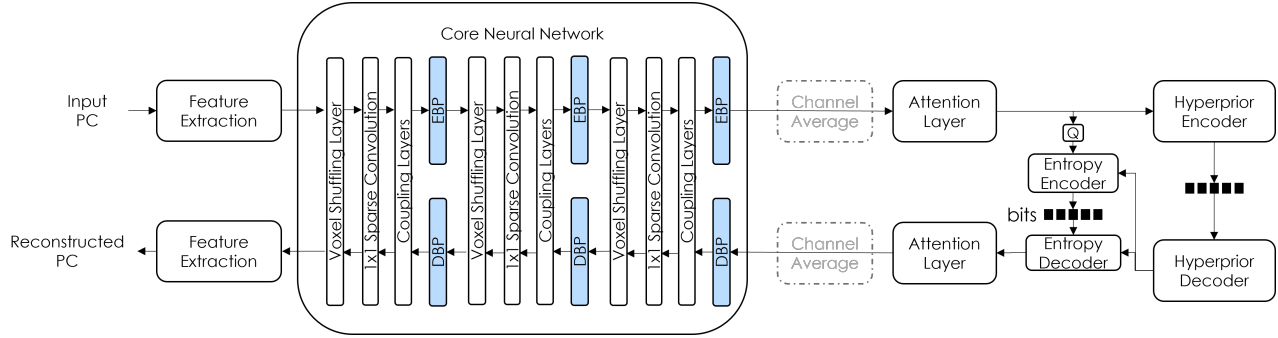 Core Neural Network
Input
PC
Feature
Extraction
Voxel Shuffling Layer
1x1 Sparse Convolution
Coupling Layers
EBP
Voxel Shuffling Layer
1x1 Sparse Convolution
Coupling Layers
EBP
Voxel Shuffling Layer
1x1 Sparse Convolution
Coupling Layers
EBP
Channel
Average
Attention
Layer
Q
Hyperprior
Encoder
Entropy
Encoder
bits
Reconstructed
PC
Feature
Extraction
DBP
DBP
DBP
Channel
Average
Attention
Layer
Entropy
Decoder
Hyperprior
Decoder